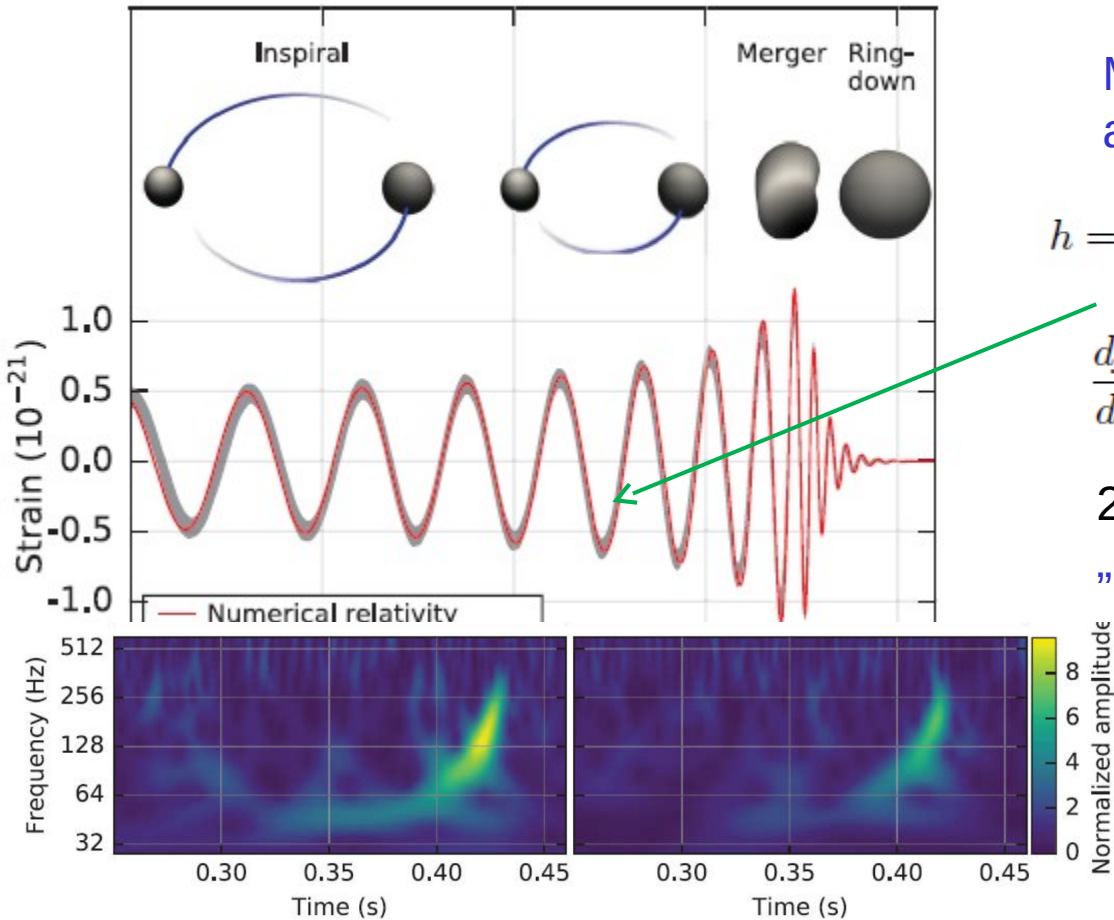 Inspiral
Merger
Ring-
down
1.0
0.5
0.0
-0.5
-1.0
Strain (10⁻²¹)
Numerical relativity
h =
2
„
512
256
128
64
32
Frequency (Hz)
0.30 0.35 0.40 0.45
Time (s)
0.30 0.35 0.40 0.45
Time (s)
8
6
4
2
0
Normalized amplitude